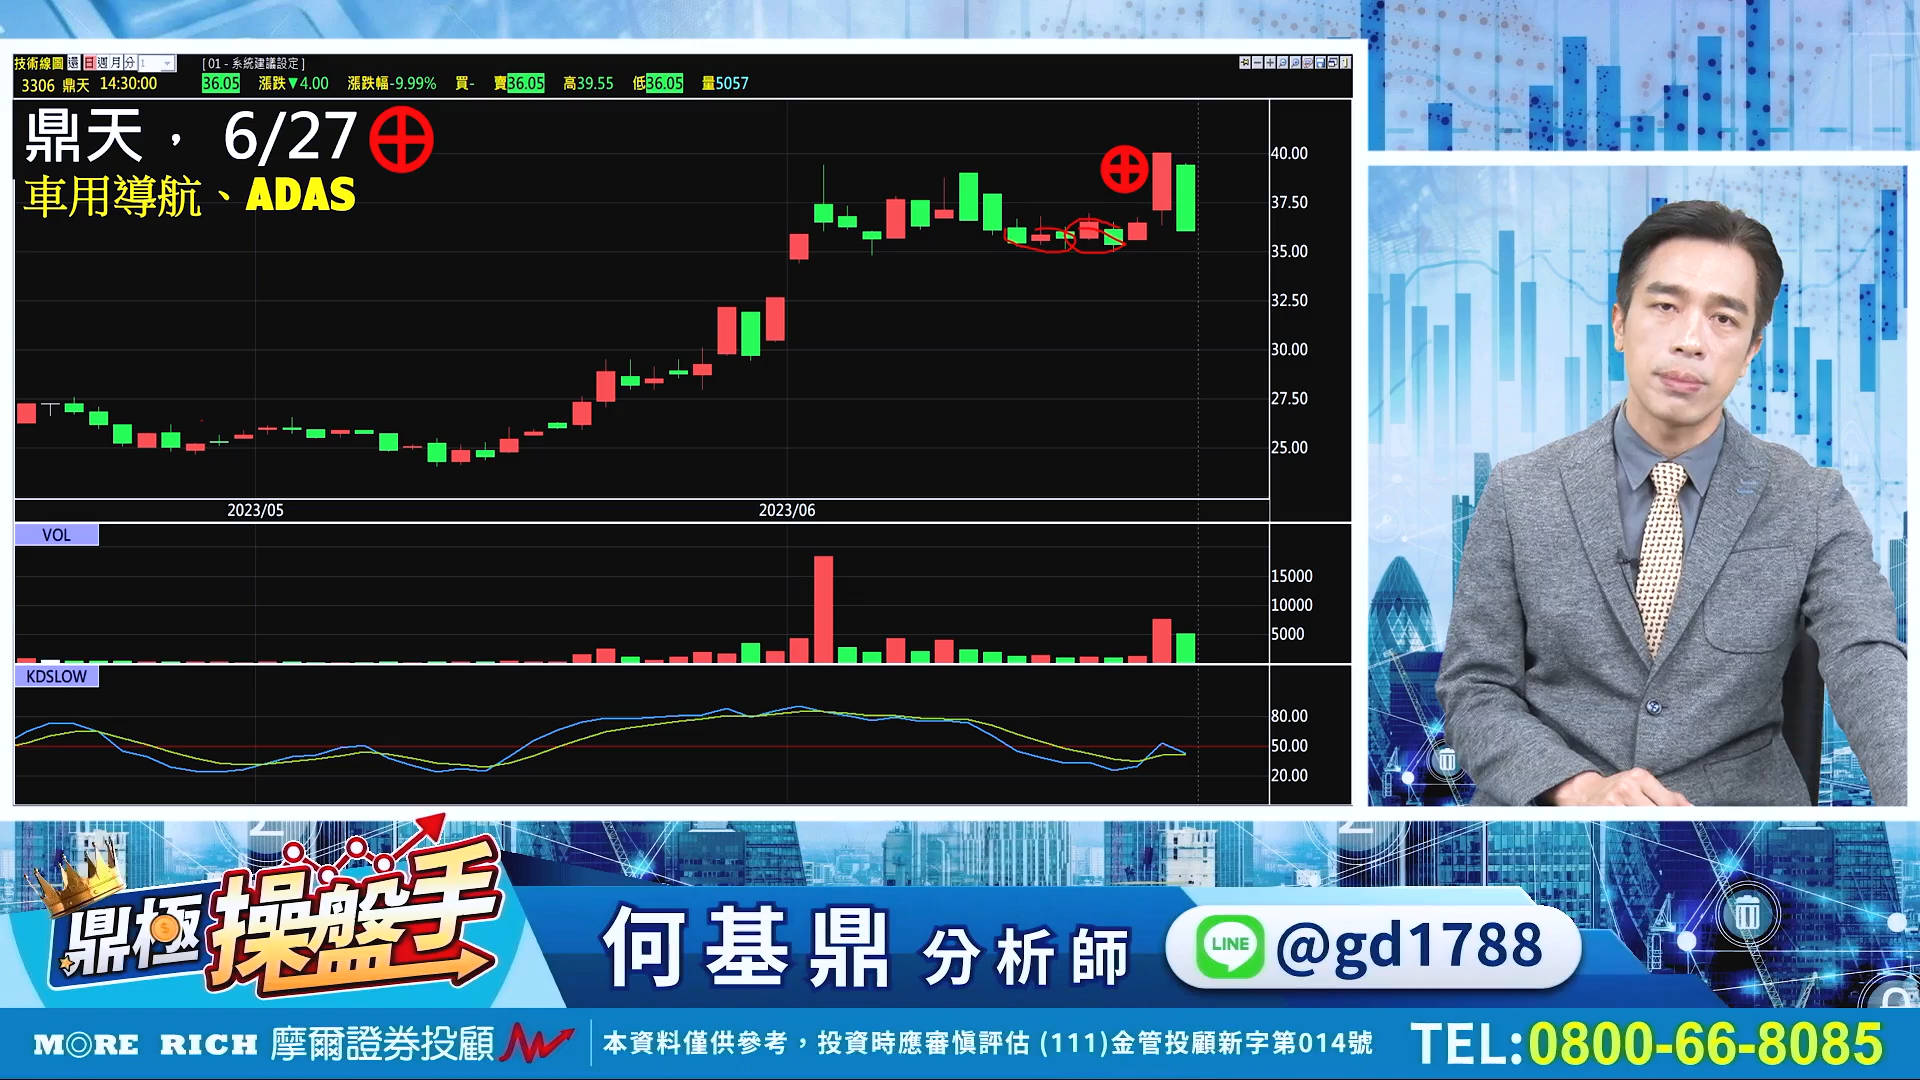 技術線圖 還 日 週 月 分 1 [ 01 - 系統建議設定 ]
3306 鼎天 14:30:00 36.05 漲跌▼4.00 漲跌幅-9.99% 買- 賣36.05 高39.55 低36.05 量5057
鼎天， 6/27
車用導航、ADAS
40.00
37.50
35.00
32.50
30.00
27.50
25.00
2023/05 2023/06
VOL
15000
10000
5000
KDSLOW
80.00
50.00
20.00
鼎極操盤手
何基鼎 分析師
LINE @gd1788
MORE RICH 摩爾證券投顧
本資料僅供參考，投資時應審慎評估 (111)金管投顧新字第014號
TEL:0800-66-8085